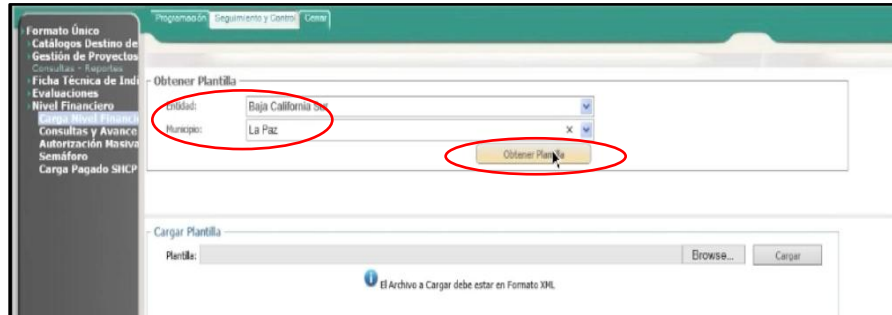 Programación Seguimiento y Control Cerrar
Formato Único
Catálogos Destino de
Gestión de Proyectos
Consultas - Reportes
Ficha Técnica de Indi
Evaluaciones
Nivel Financiero
Carga Nivel Financi
Consultas y Avance
Autorización Masiva
Semáforo
Carga Pagado SHCP
Obtener Plantilla
Entidad: Baja California Sur
Municipio: La Paz
Obtener Plantilla
Cargar Plantilla
Plantilla: Browse... Cargar
El Archivo a Cargar debe estar en Formato XML